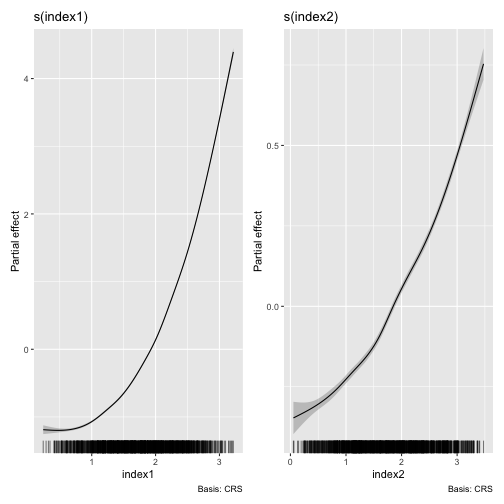 s(index1)
Partial effect
4
2
0
1
2
3
index1
Basis: CRS
s(index2)
Partial effect
0.5
0.0
0
1
2
3
index2
Basis: CRS